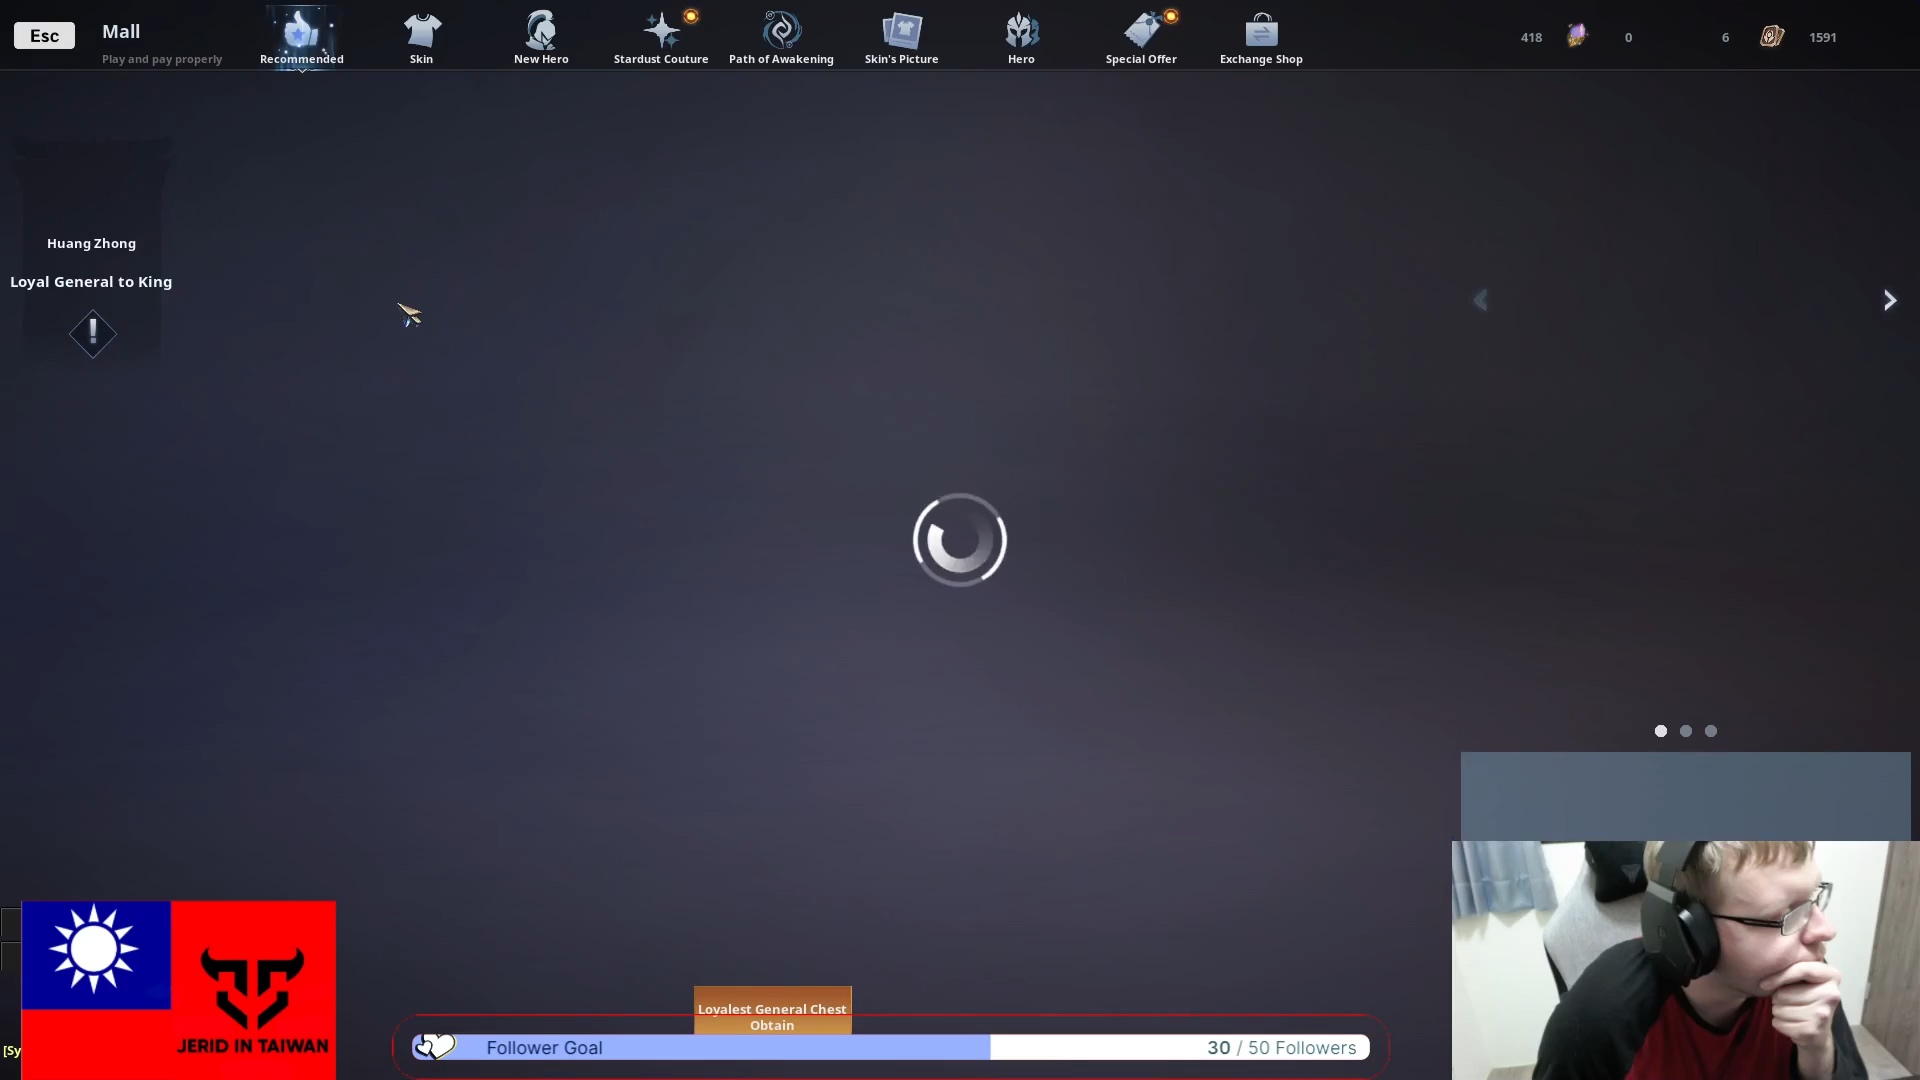 Esc
Mall
Play and pay properly
Recommended
Skin
New Hero
Stardust Couture
Path of Awakening
Skin's Picture
Hero
Special Offer
Exchange Shop
418
0
6
1591
Huang Zhong
Loyal General to King
!
Loyalest General Chest
Obtain
JERID IN TAIWAN
[Sy
Follower Goal
30 / 50 Followers